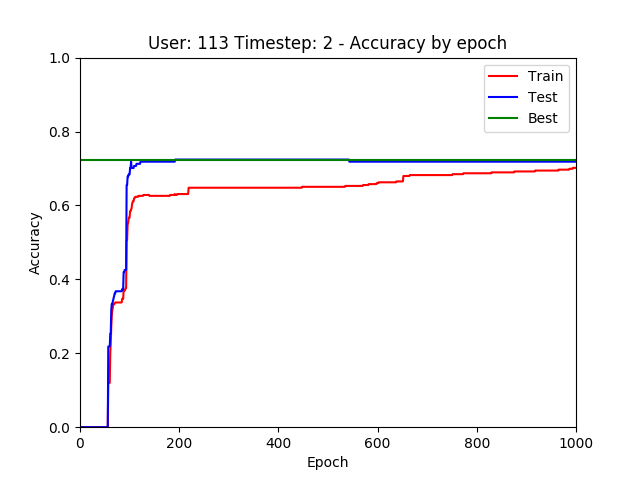 User: 113 Timestep: 2 - Accuracy by epoch
1.0
0.8
0.6
0.4
0.2
0.0
Accuracy
Train
Test
Best
0 200 400 600 800 1000
Epoch